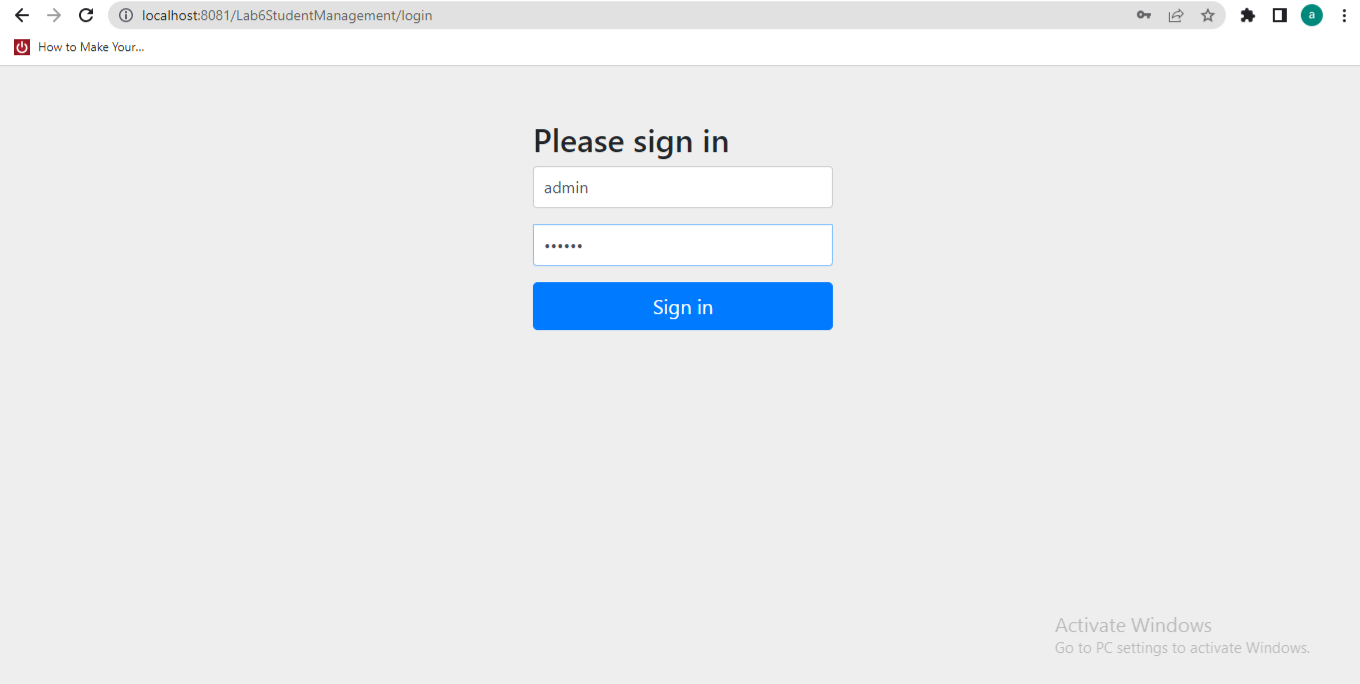 localhost:8081/Lab6StudentManagement/login
a
How to Make Your...
Please sign in
admin
••••••
Sign in
Activate Windows
Go to PC settings to activate Windows.